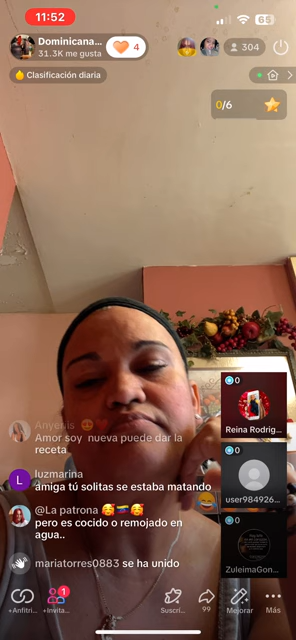 11:52
65
Dominicana...
31.3K me gusta
4
304
Clasificación diaria
0/6
0
Reina Rodrig...
0
user984926...
0
ZuleimaGon...
Anyelis
Amor soy nueva puede dar la
receta
L
luzmarina
amiga tú solitas se estaba matando
@La patrona
pero es cocido o remojado en
agua..
mariatorres0883 se ha unido
+Anfitri...
1
+Invita...
Suscri...
99
Mejorar
Más